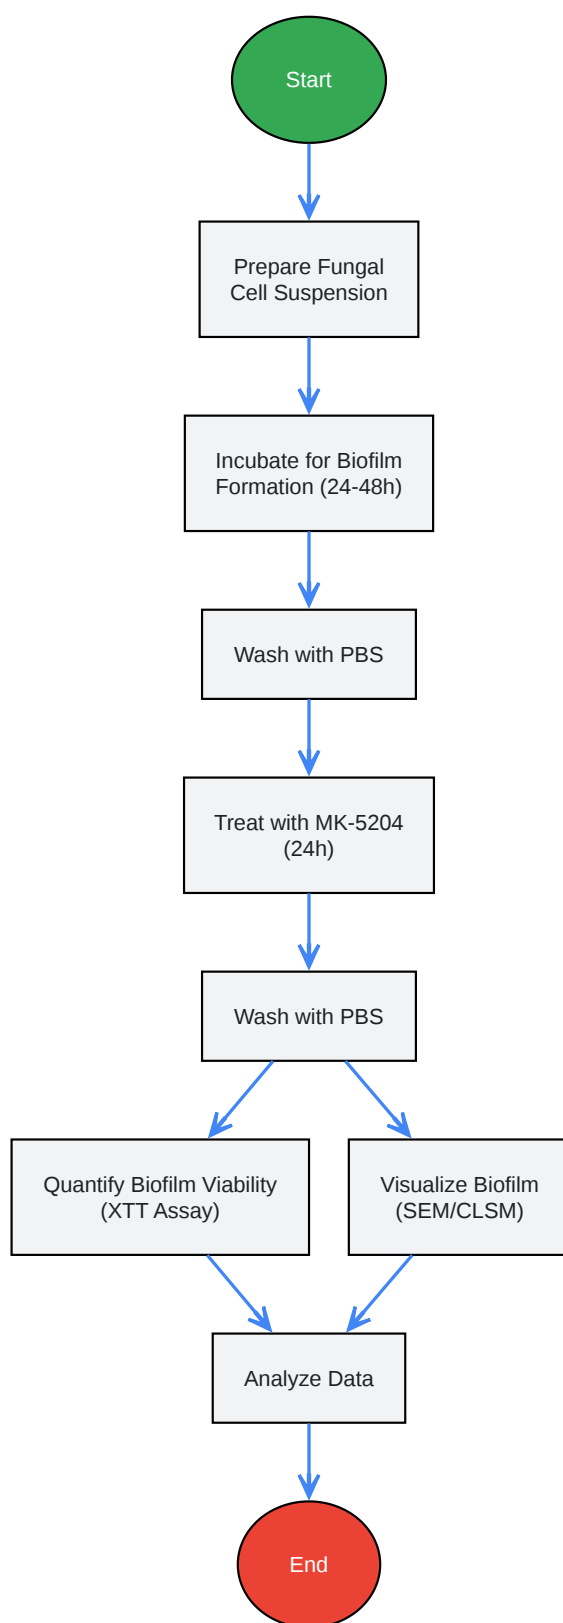 Start
Prepare Fungal
Cell Suspension
Incubate for Biofilm
Formation (24-48h)
Wash with PBS
Treat with MK-5204
(24h)
Wash with PBS
Quantify Biofilm Viability
(XTT Assay)
Visualize Biofilm
(SEM/CLSM)
Analyze Data
End